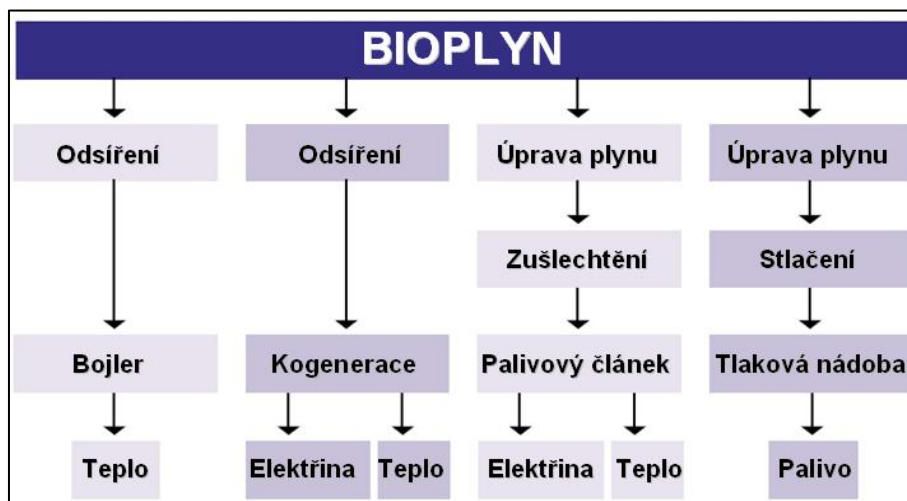 BIOPLYN
Odsíření
Odsíření
Úprava plynu
Úprava plynu
Zušlechtění
Stlačení
Bojler
Kogenerace
Palivový článek
Tlaková nádoba
Teplo
Elektřina
Teplo
Elektřina
Teplo
Palivo